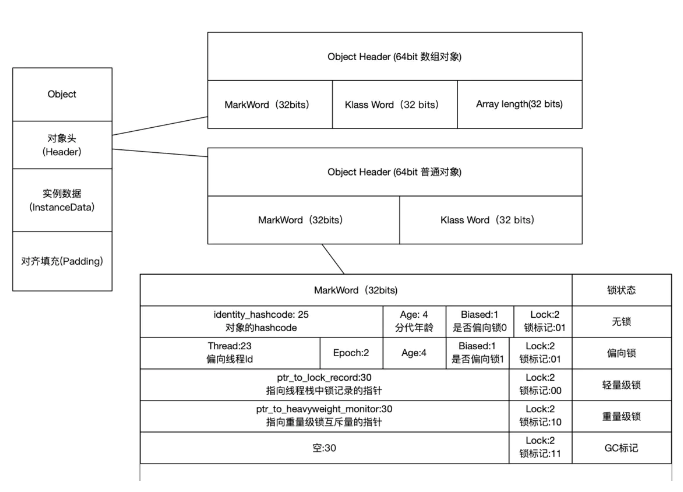 Object Header (64bit 数组对象)
MarkWord（32bits）
Klass Word（32 bits）
Array length(32 bits)
Object
对象头
(Header)
实例数据
(InstanceData)
对齐填充(Padding)
Object Header (64bit 普通对象)
MarkWord（32bits）
Klass Word（32 bits）
MarkWord（32bits）
锁状态
identity_hashcode: 25
对象的hashcode
Age: 4
分代年龄
Biased:1
是否偏向锁0
Lock:2
锁标记:01
无锁
Thread:23
偏向线程Id
Epoch:2
Age:4
Biased:1
是否偏向锁1
Lock:2
锁标记:01
偏向锁
ptr_to_lock_record:30
指向线程栈中锁记录的指针
Lock:2
锁标记:00
轻量级锁
ptr_to_heavyweight_monitor:30
指向重量级锁互斥量的指针
Lock:2
锁标记:10
重量级锁
空:30
Lock:2
锁标记:11
GC标记